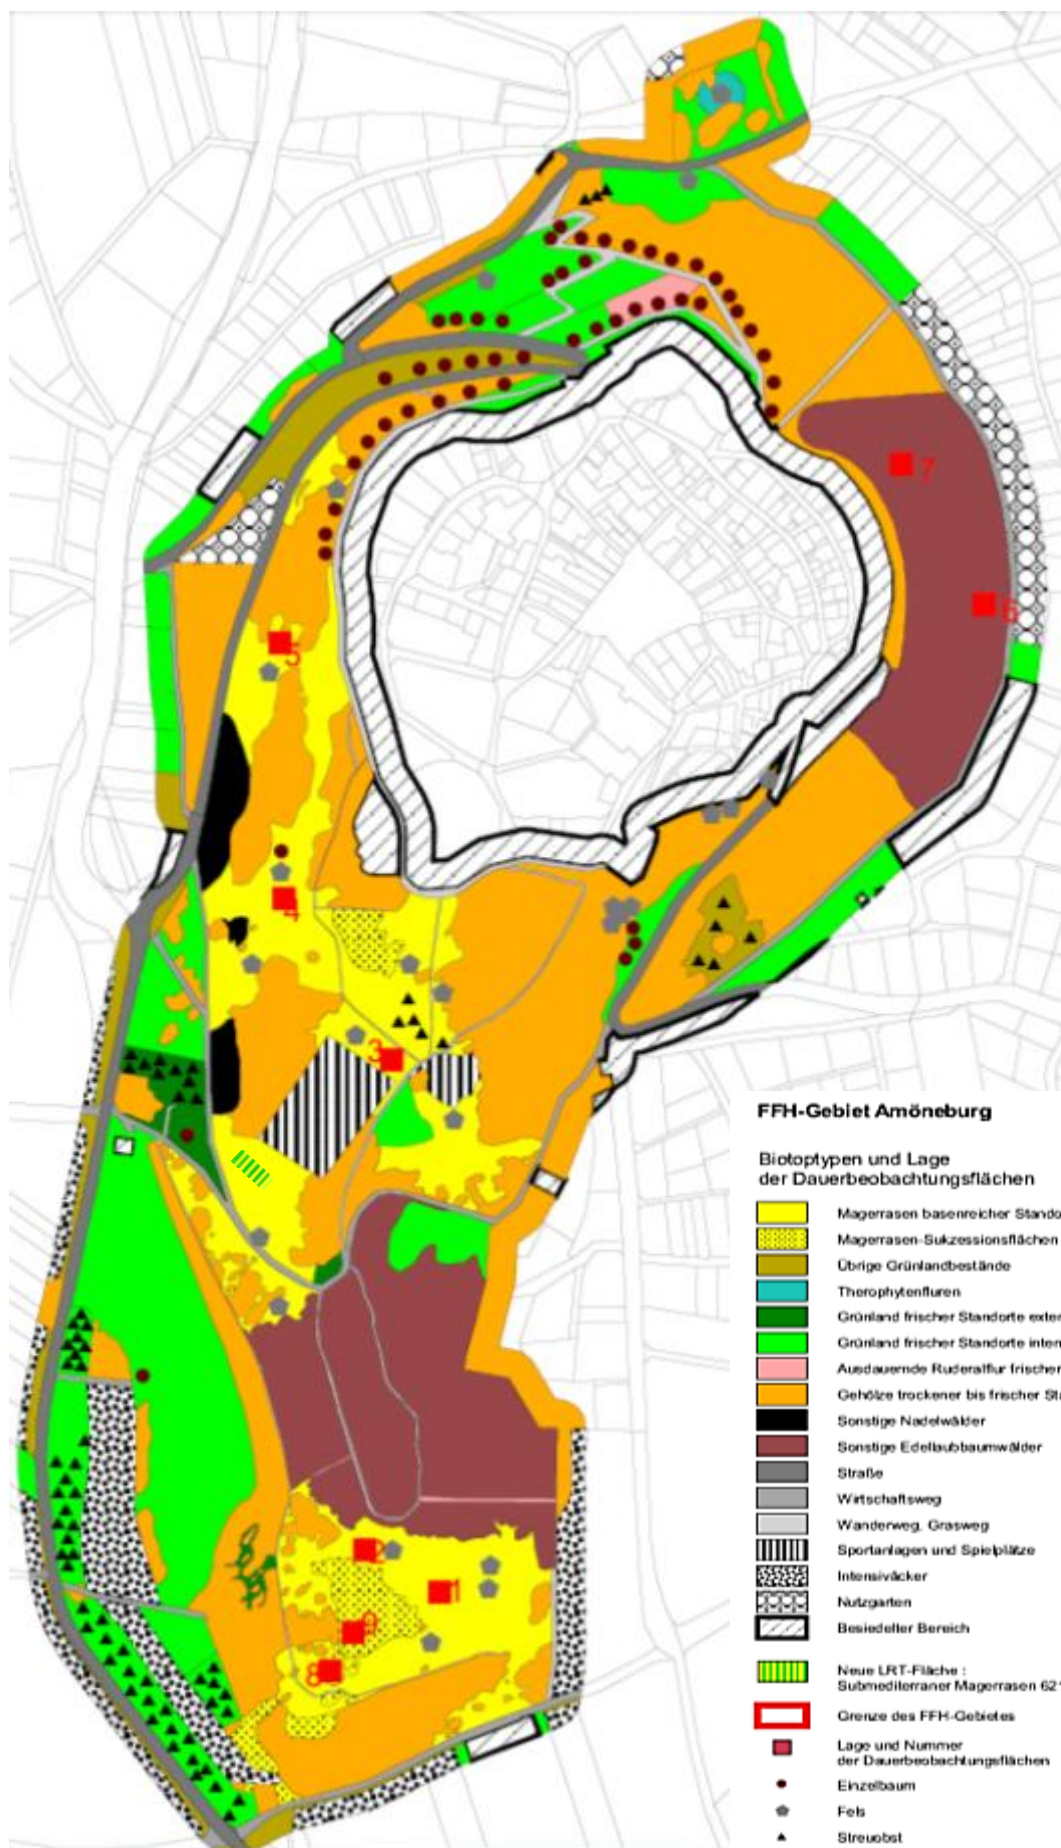 7
6
5
4
3
2
1
9
8
FFH-Gebiet Amöneburg
Biotoptypen und Lage
der Dauerbeobachtungsflächen
Magerrasen basenreicher Stando
Magerrasen-Sukzessionsflächen
Übrige Grünlandbestände
Therophytenfluren
Grünland frischer Standorte exter
Grünland frischer Standorte inten
Ausdauernde Ruderalflur frischer
Gehölze trockener bis frischer Sta
Sonstige Nadelwälder
Sonstige Edellaubbaumwälder
Straße
Wirtschaftsweg
Wanderweg, Grasweg
Sportanlagen und Spielplätze
Intensiväcker
Nutzgarten
Besiedelter Bereich
Neue LRT-Fläche :
Submediterraner Magerrasen 62
Grenze des FFH-Gebietes
Lage und Nummer
der Dauerbeobachtungsflächen
Einzelbaum
Fels
Streuobst